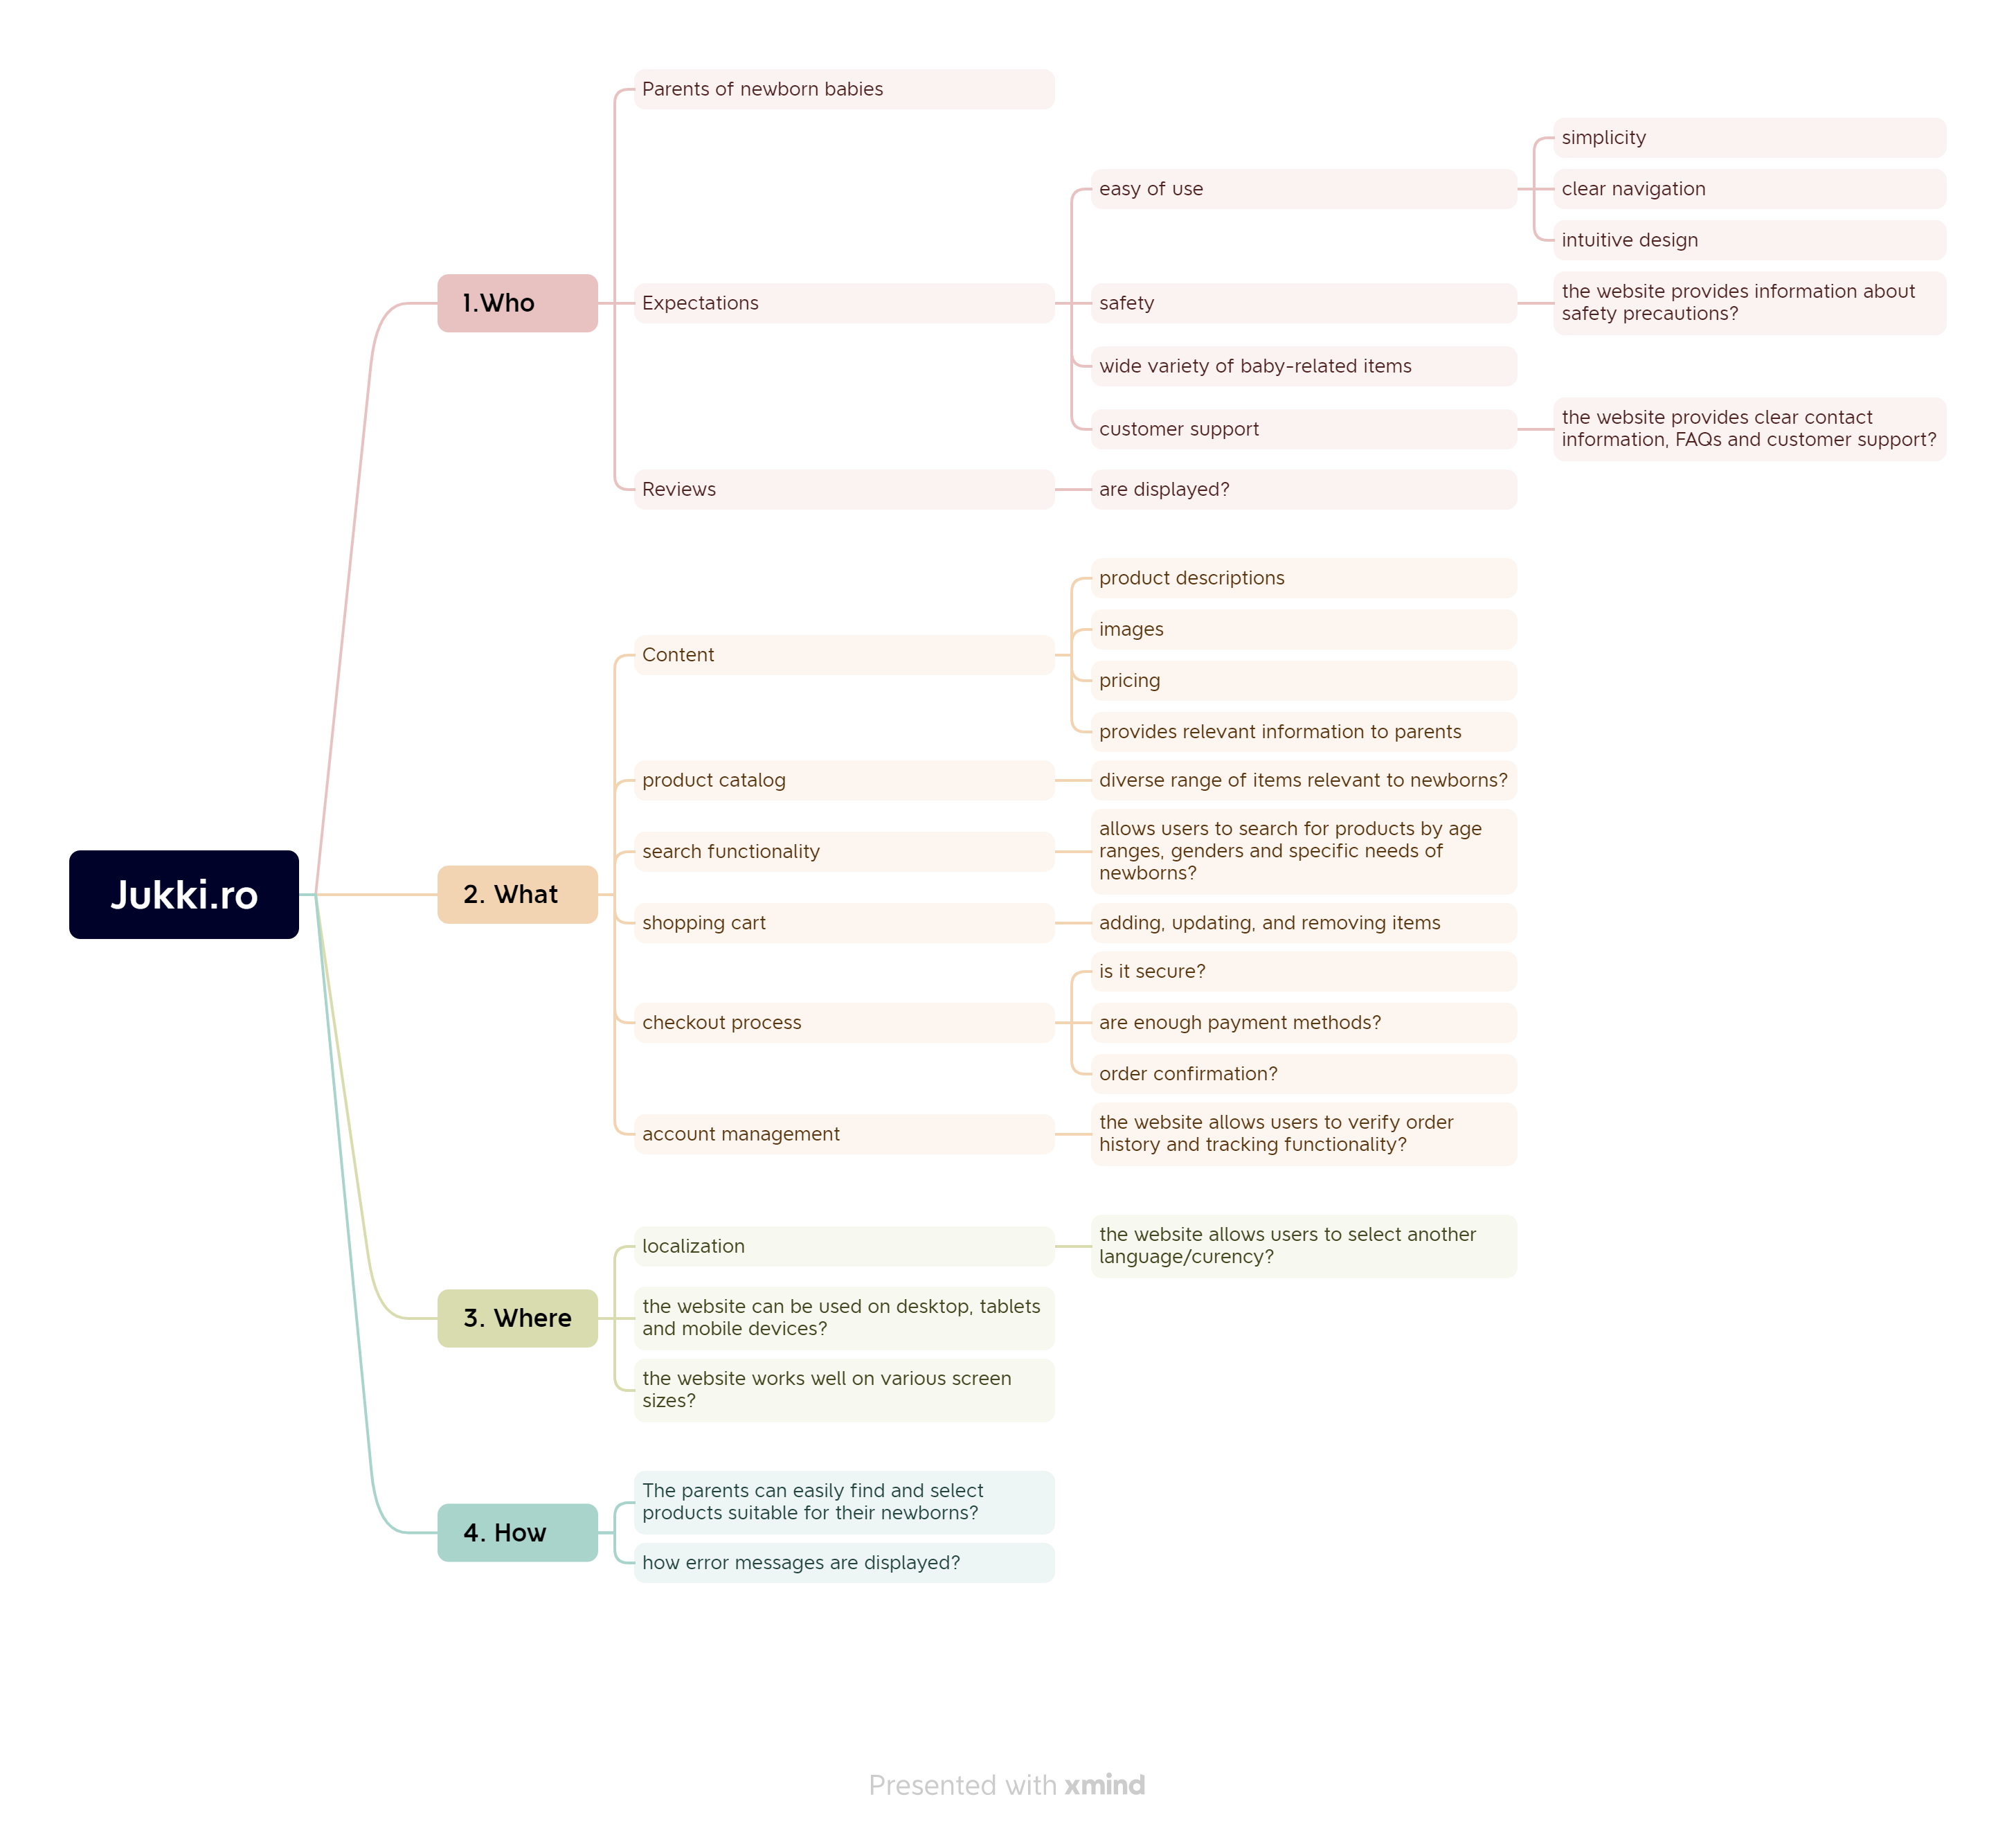 Jukki.ro
1.Who
Parents of newborn babies
Expectations
easy of use
simplicity
clear navigation
intuitive design
safety
the website provides information about
safety precautions?
wide variety of baby-related items
customer support
the website provides clear contact
information, FAQs and customer support?
Reviews
are displayed?
2. What
Content
product descriptions
images
pricing
provides relevant information to parents
product catalog
diverse range of items relevant to newborns?
search functionality
allows users to search for products by age
ranges, genders and specific needs of
newborns?
shopping cart
adding, updating, and removing items
checkout process
is it secure?
are enough payment methods?
order confirmation?
account management
the website allows users to verify order
history and tracking functionality?
3. Where
localization
the website allows users to select another
language/curency?
the website can be used on desktop, tablets
and mobile devices?
the website works well on various screen
sizes?
4. How
The parents can easily find and select
products suitable for their newborns?
how error messages are displayed?
Presented with xmind